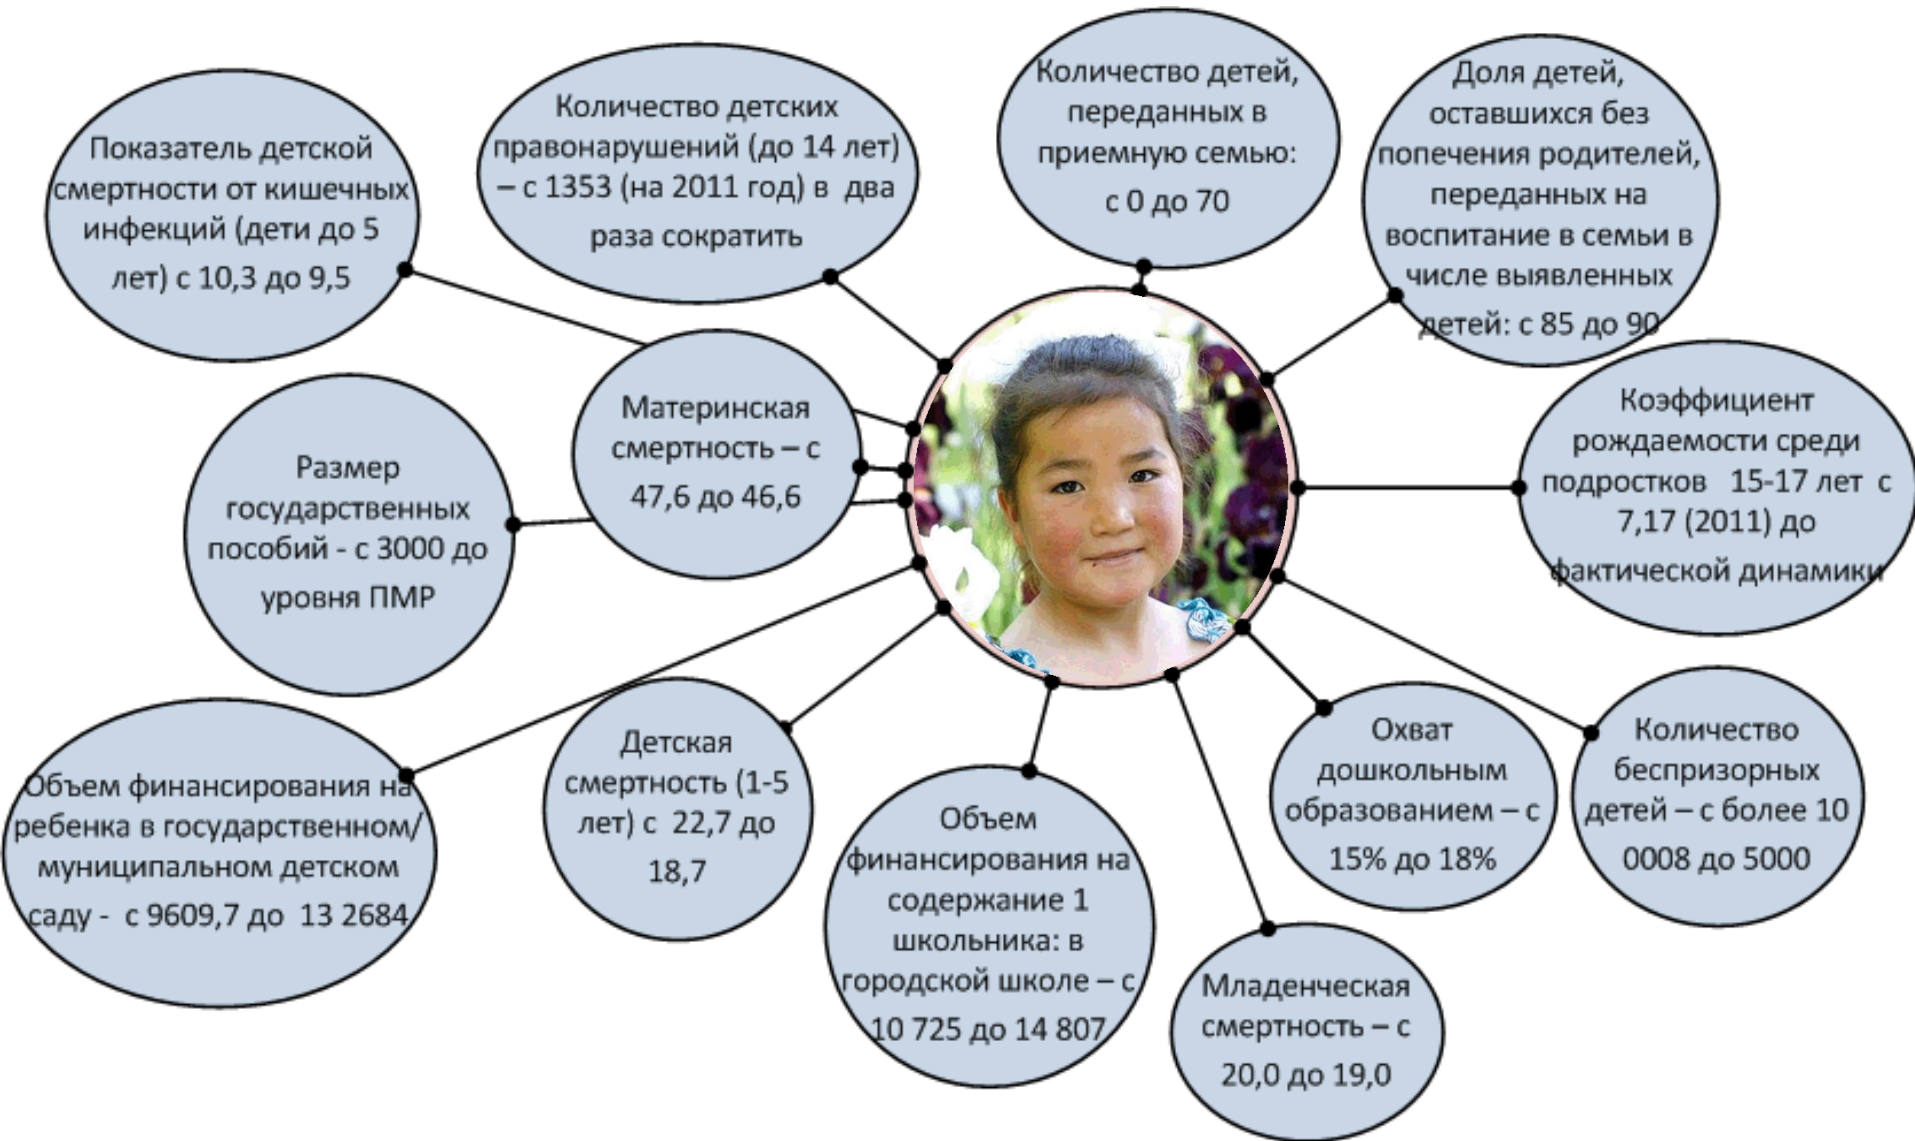 Показатель детской
смертности от кишечных
инфекций (дети до 5
лет) с 10,3 до 9,5
Количество детских
правонарушений (до 14 лет)
– с 1353 (на 2011 год) в два
раза сократить
Количество детей,
переданных в
приемную семью:
с 0 до 70
Доля детей,
оставшихся без
попечения родителей,
переданных на
воспитание в семьи в
числе выявленных
детей: с 85 до 90
Материнская
смертность – с
47,6 до 46,6
Размер
государственных
пособий - с 3000 до
уровня ПМР
Коэффициент
рождаемости среди
подростков 15-17 лет с
7,17 (2011) до
фактической динамики
Объем финансирования на
ребенка в государственном/
муниципальном детском
саду - с 9609,7 до 13 2684
Детская
смертность (1-5
лет) с 22,7 до
18,7
Объем
финансирования на
содержание 1
школьника: в
городской школе – с
10 725 до 14 807
Младенческая
смертность – с
20,0 до 19,0
Охват
дошкольным
образованием – с
15% до 18%
Количество
беспризорных
детей – с более 10
0008 до 5000